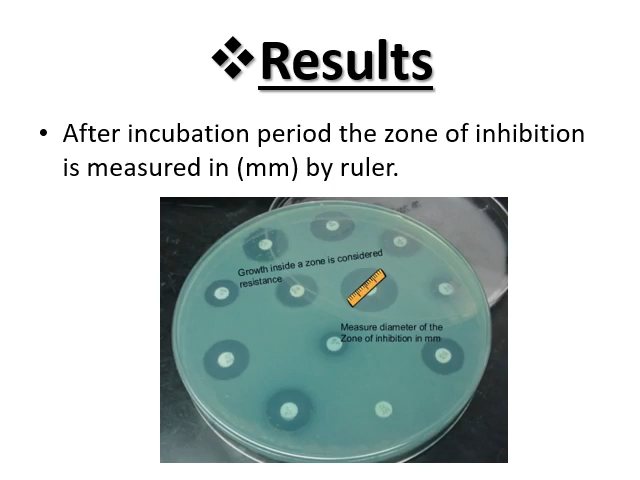 ❖Results
• After incubation period the zone of inhibition
is measured in (mm) by ruler.
Growth inside a zone is considered
resistance
Measure diameter of the
Zone of inhibition in mm